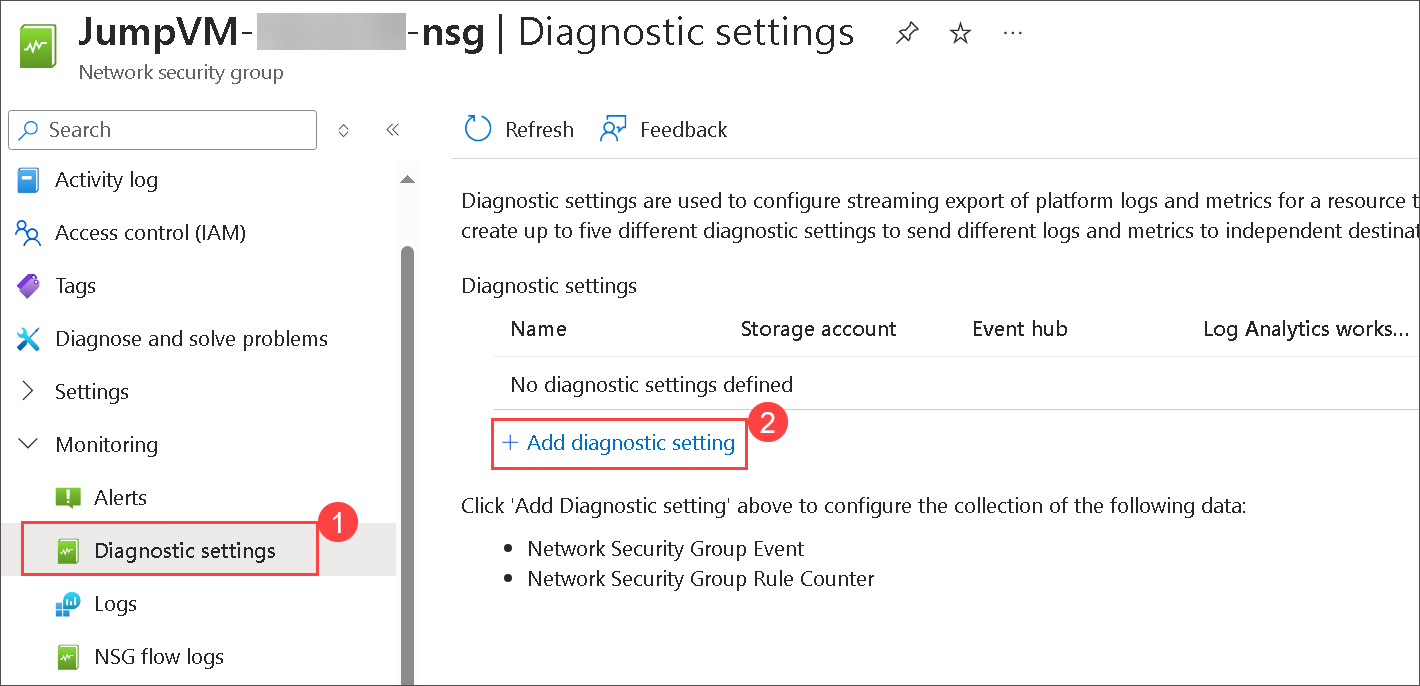 JumpVM-
-nsg | Diagnostic settings
Network security group
Search
Activity log
Access control (IAM)
Tags
Diagnose and solve problems
Settings
Monitoring
Alerts
1
Diagnostic settings
Logs
NSG flow logs
Refresh
Feedback
Diagnostic settings are used to configure streaming export of platform logs and metrics for a resource t
create up to five different diagnostic settings to send different logs and metrics to independent destinat
Diagnostic settings
Name Storage account Event hub Log Analytics works...
No diagnostic settings defined
2
+ Add diagnostic setting
Click 'Add Diagnostic setting' above to configure the collection of the following data:
• Network Security Group Event
• Network Security Group Rule Counter